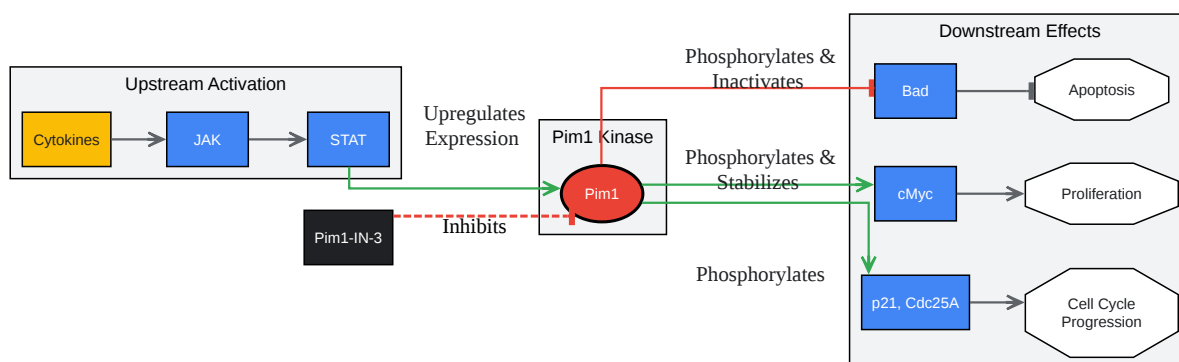 Downstream Effects
Phosphorylates &
Inactivates
Bad
Apoptosis
Upstream Activation
Cytokines
JAK
STAT
Upregulates
Expression
Pim1 Kinase
Pim1
Phosphorylates &
Stabilizes
cMyc
Proliferation
Pim1-IN-3
Inhibits
Phosphorylates
p21, Cdc25A
Cell Cycle
Progression